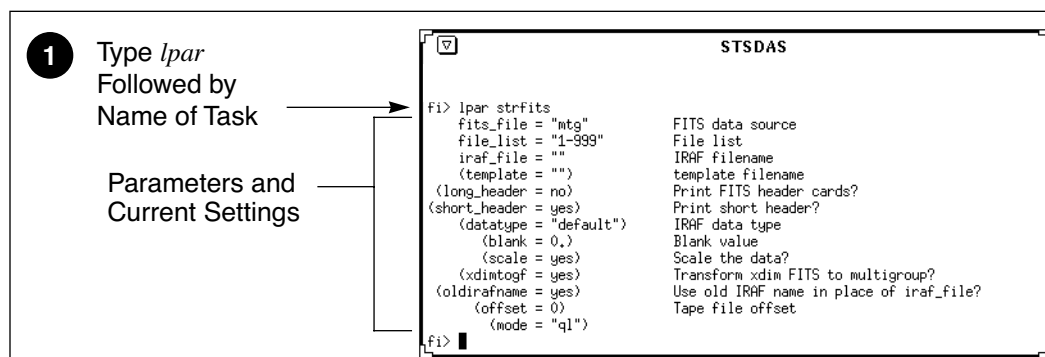 1
Type lpar
Followed by
Name of Task
Parameters and
Current Settings
STSDAS
fi> lpar strfits
fits_file = "mtg" FITS data source
file_list = "1-999" File list
iraf_file = "" IRAF filename
(template = "") template filename
(long_header = no) Print FITS header cards?
(short_header = yes) Print short header?
(datatype = "default") IRAF data type
(blank = 0.) Blank value
(scale = yes) Scale the data?
(xdimtogf = yes) Transform xdim FITS to multigroup?
(oldirafname = yes) Use old IRAF name in place of iraf_file?
(offset = 0) Tape file offset
(mode = "ql")
fi>